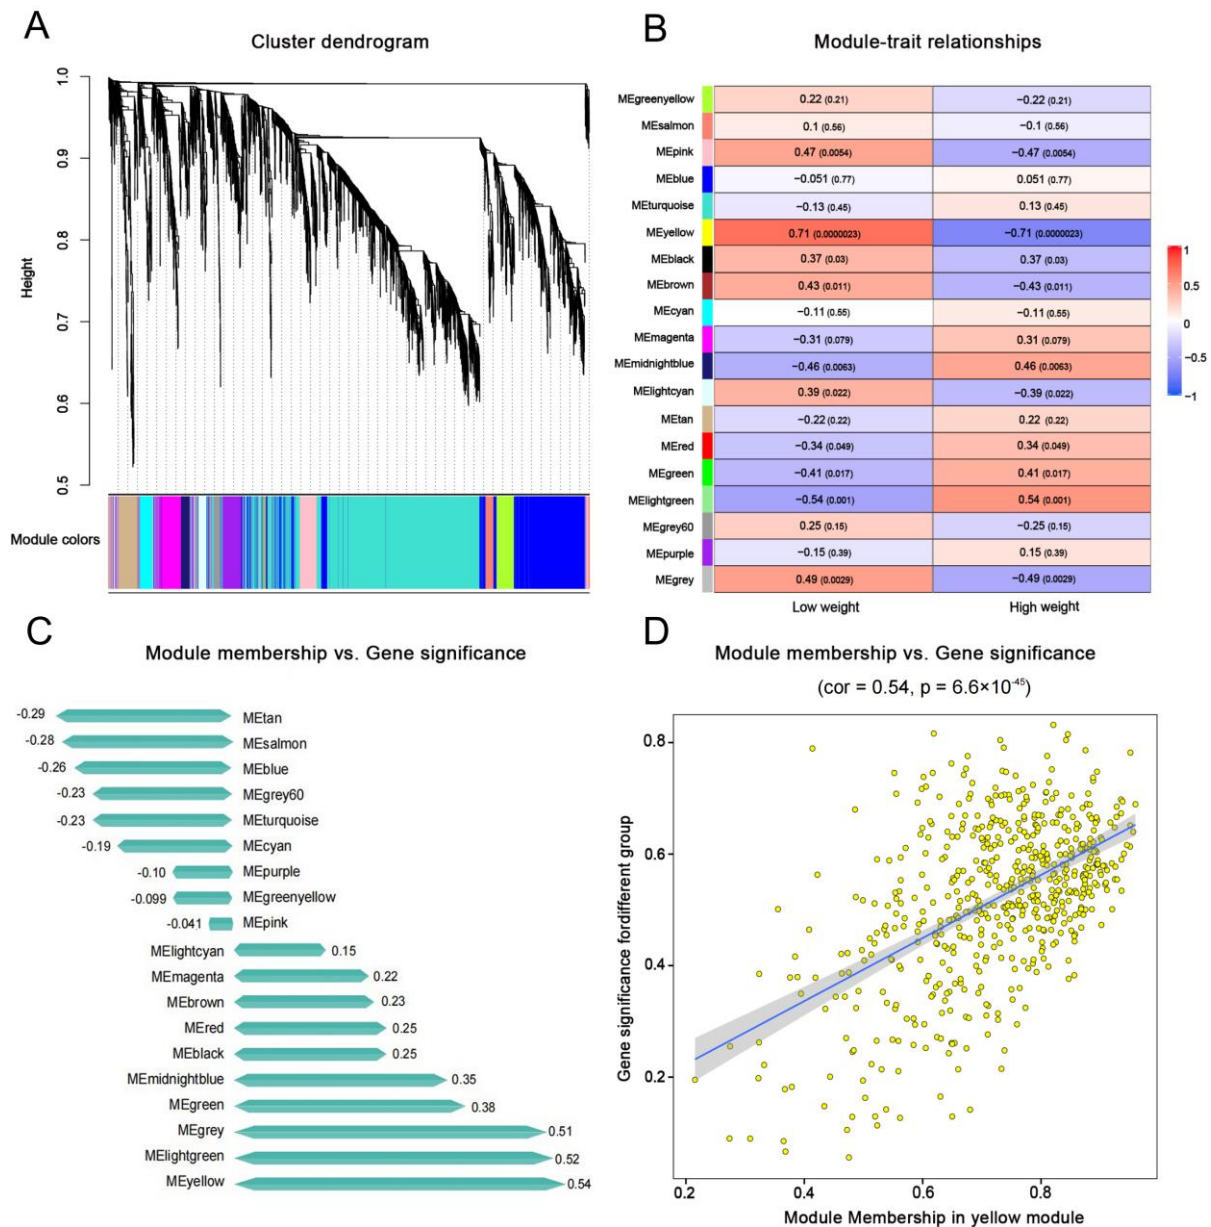 A
Cluster dendrogram
Height
1.0
0.9
0.8
0.7
0.6
0.5
Module colors
B
Module-trait relationships
MEgreenyellow 0.22 (0.21) −0.22 (0.21)
MEsalmon 0.1 (0.56) −0.1 (0.56)
MEpink 0.47 (0.0054) −0.47 (0.0054)
MEblue −0.051 (0.77) 0.051 (0.77)
MEturquoise −0.13 (0.45) 0.13 (0.45)
MEyellow 0.71 (0.0000023) −0.71 (0.0000023)
MEblack 0.37 (0.03) 0.37 (0.03)
MEbrown 0.43 (0.011) −0.43 (0.011)
MEcyan −0.11 (0.55) −0.11 (0.55)
MEmagenta −0.31 (0.079) 0.31 (0.079)
MEmidnightblue −0.46 (0.0063) 0.46 (0.0063)
MElightcyan 0.39 (0.022) −0.39 (0.022)
MEtan −0.22 (0.22) 0.22 (0.22)
MEred −0.34 (0.049) 0.34 (0.049)
MEgreen −0.41 (0.017) 0.41 (0.017)
MElightgreen −0.54 (0.001) 0.54 (0.001)
MEgrey60 0.25 (0.15) −0.25 (0.15)
MEpurple −0.15 (0.39) 0.15 (0.39)
MEgrey 0.49 (0.0029) −0.49 (0.0029)
Low weight High weight
1
0.5
0
−0.5
−1
C
Module membership vs. Gene significance
-0.29 MEtan
-0.28 MEsalmon
-0.26 MEblue
-0.23 MEgrey60
-0.23 MEturquoise
-0.19 MEcyan
-0.10 MEpurple
-0.099 MEgreenyellow
-0.041 MEpink
MElightcyan 0.15
MEmagenta 0.22
MEbrown 0.23
MEred 0.25
MEblack 0.25
MEmidnightblue 0.35
MEgreen 0.38
MEgrey 0.51
MElightgreen 0.52
MEyellow 0.54
D
Module membership vs. Gene significance
(cor = 0.54, p = 6.6×10⁻⁴⁵)
Gene significance fordifferent group
0.8
0.6
0.4
0.2
0.2 0.4 0.6 0.8
Module Membership in yellow module